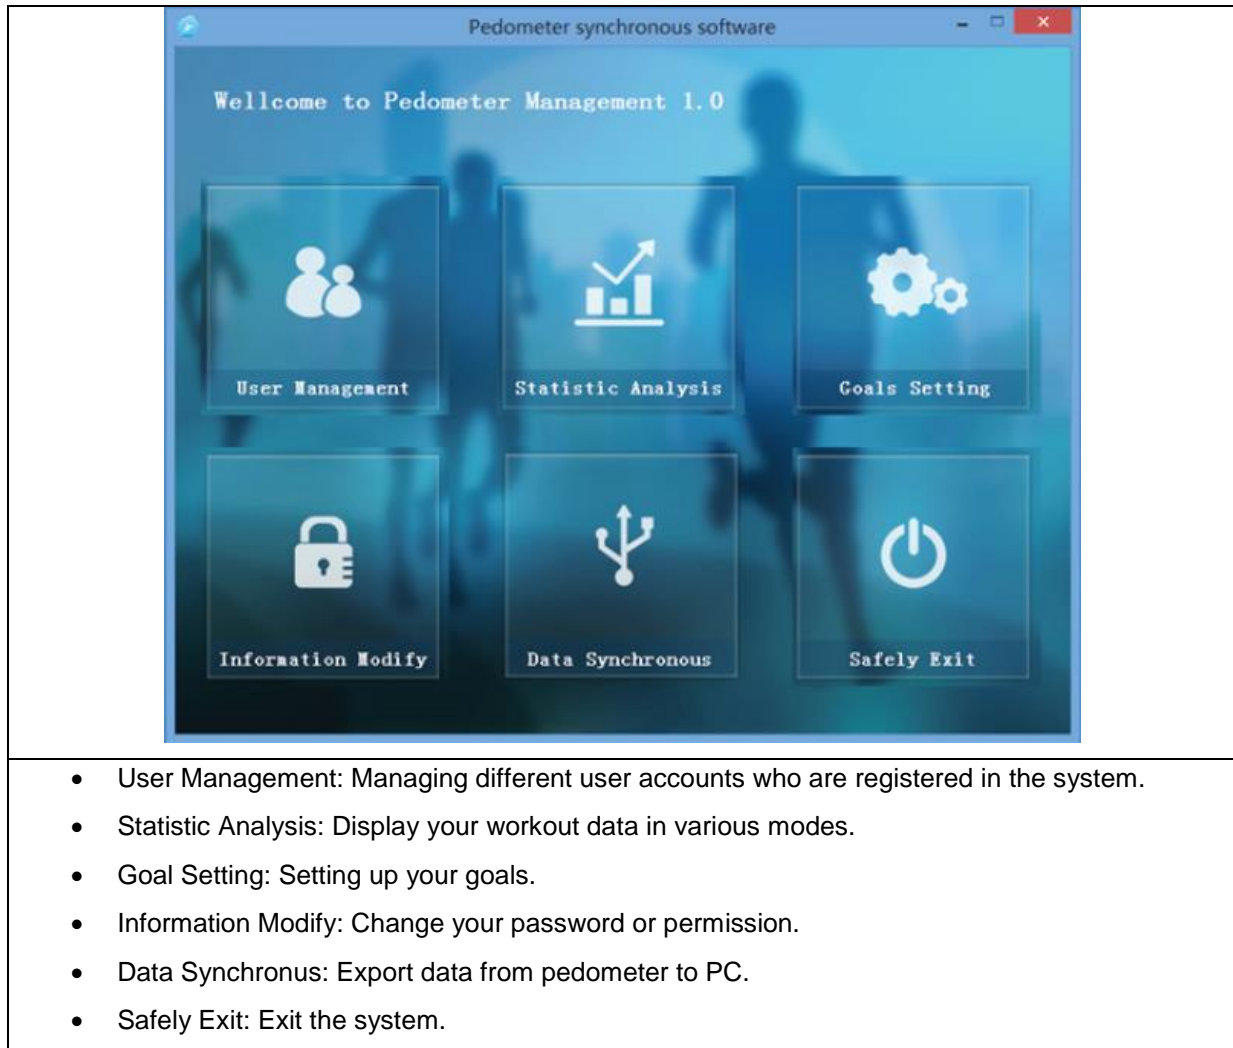 Pedometer synchronous software
Wellcome to Pedometer Management 1.0
User Management
Statistic Analysis
Goals Setting
Information Modify
Data Synchronous
Safely Exit
• User Management: Managing different user accounts who are registered in the system.
• Statistic Analysis: Display your workout data in various modes.
• Goal Setting: Setting up your goals.
• Information Modify: Change your password or permission.
• Data Synchronus: Export data from pedometer to PC.
• Safely Exit: Exit the system.